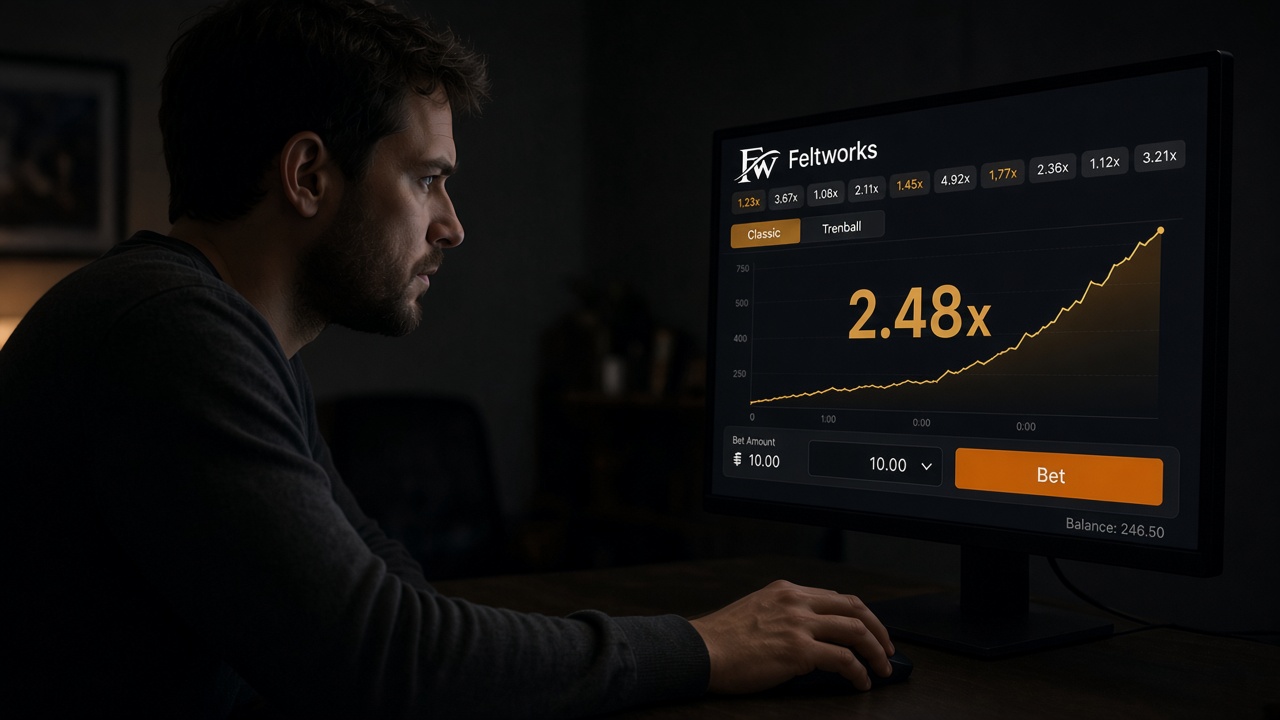 FW Feltworks
1.23x 3.67x 1.08x 2.11x 1.45x 4.92x 1,77x 2.36x 1.12x 3.21x
Classic Trenball
750
500
400
250
2.48x
0 1:00 0:00 0:00
Bet Amount
10.00
10.00
Bet
Balance: 246.50